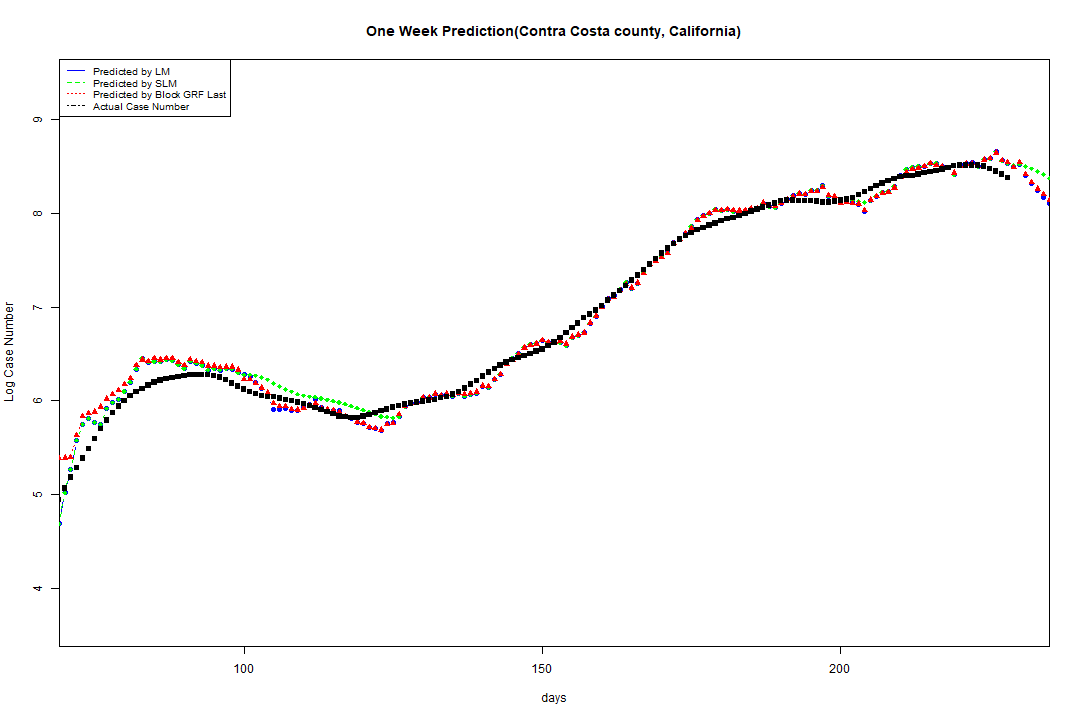 One Week Prediction(Contra Costa county, California)
Predicted by LM
Predicted by SLM
Predicted by Block GRF Last
Actual Case Number
9
8
7
6
5
4
Log Case Number
100
150
200
days